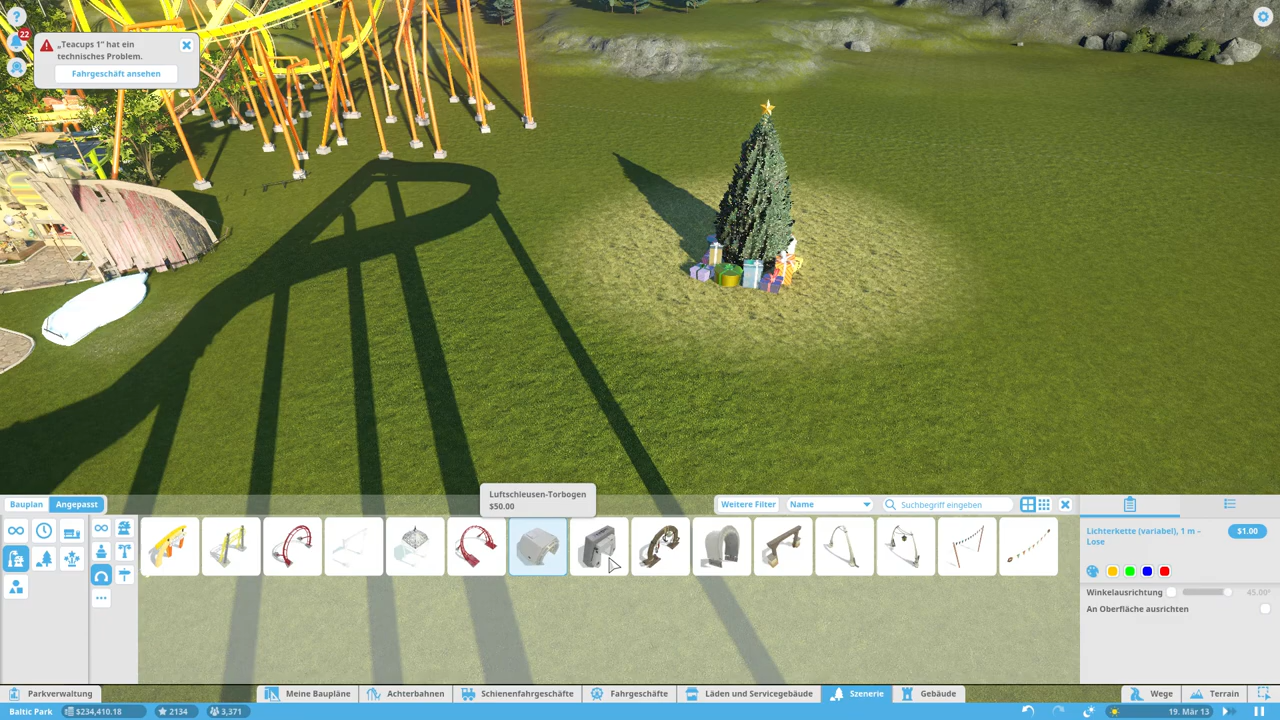 22
„Teacups 1" hat ein
technisches Problem.
Fahrgeschäft ansehen
Luftschleusen-Torbogen
$50.00
Bauplan
Angepasst
Weitere Filter
Name
Suchbegriff eingeben
Lichterkette (variabel), 1 m –
Lose
$1.00
Winkelausrichtung
45.00°
An Oberfläche ausrichten
Parkverwaltung
Meine Baupläne
Achterbahnen
Schienenfahrgeschäfte
Fahrgeschäfte
Läden und Servicegebäude
Szenerie
Gebäude
Wege
Terrain
Baltic Park
$234,410.18
2134
3,371
19. Mär 13